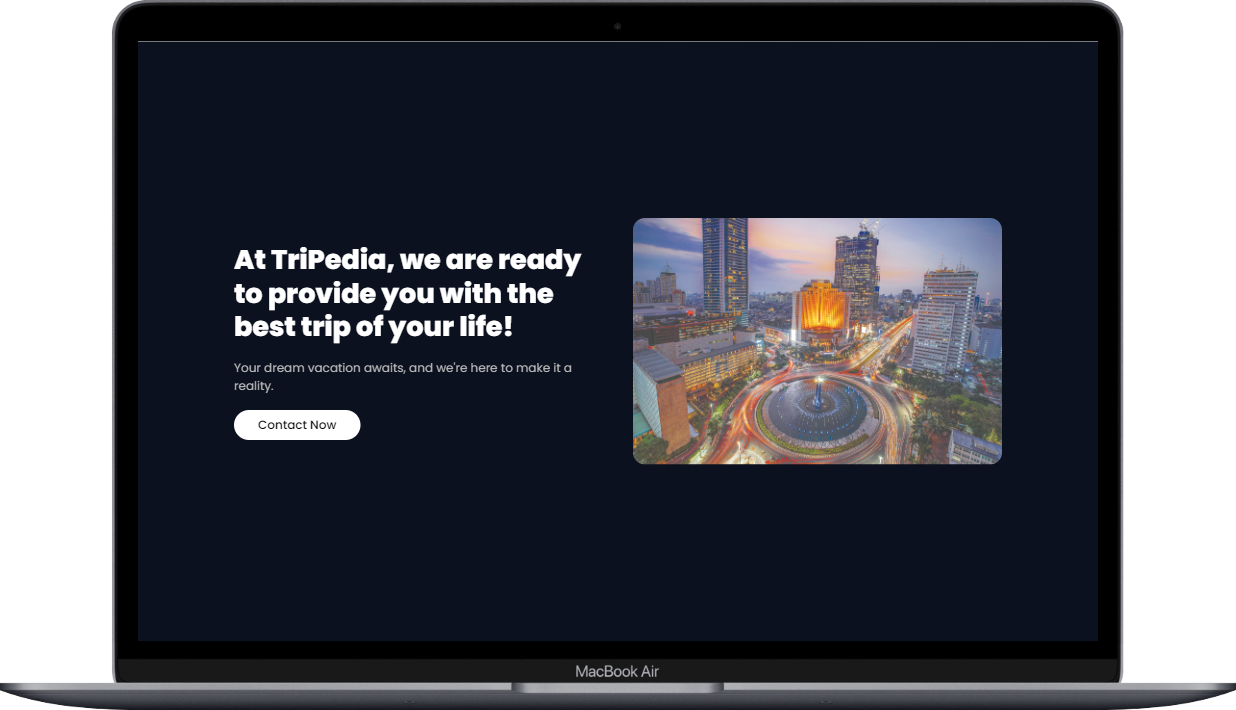 At TriPedia, we are ready
to provide you with the
best trip of your life!
Your dream vacation awaits, and we're here to make it a
reality.
Contact Now
MacBook Air